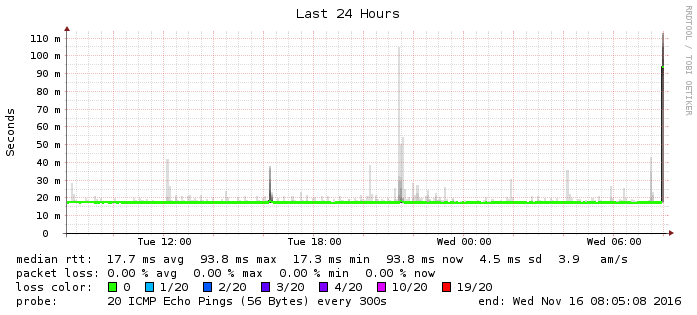 Last 24 Hours
RRDTOOL / TOBI OETIKER
Seconds
110 m
100 m
90 m
80 m
70 m
60 m
50 m
40 m
30 m
20 m
10 m
0
Tue 12:00 Tue 18:00 Wed 00:00 Wed 06:00
median rtt: 17.7 ms avg 93.8 ms max 17.3 ms min 93.8 ms now 4.5 ms sd 3.9 am/s
packet loss: 0.00 % avg 0.00 % max 0.00 % min 0.00 % now
loss color: 0 1/20 2/20 3/20 4/20 10/20 19/20
probe: 20 ICMP Echo Pings (56 Bytes) every 300s end: Wed Nov 16 08:05:08 2016